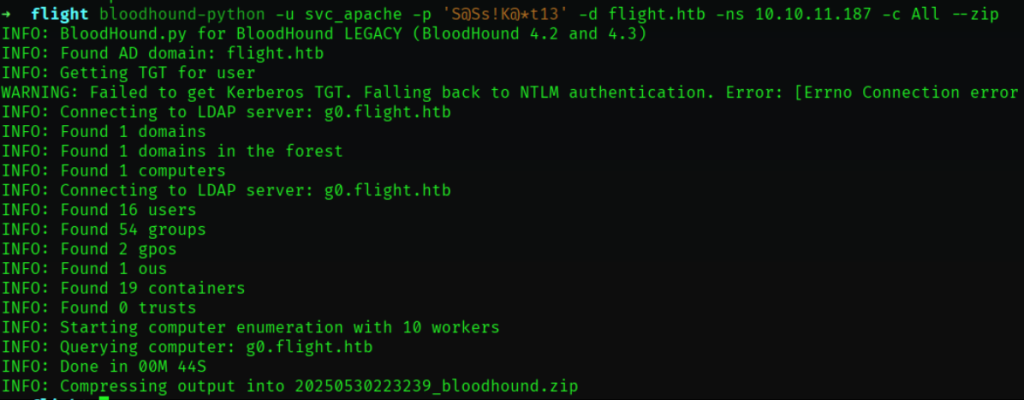 → flight bloodhound-python -u svc_apache -p 'S@Ss!K@*t13' -d flight.htb -ns 10.10.11.187 -c All --zip
INFO: BloodHound.py for BloodHound LEGACY (BloodHound 4.2 and 4.3)
INFO: Found AD domain: flight.htb
INFO: Getting TGT for user
WARNING: Failed to get Kerberos TGT. Falling back to NTLM authentication. Error: [Errno Connection error
INFO: Connecting to LDAP server: g0.flight.htb
INFO: Found 1 domains
INFO: Found 1 domains in the forest
INFO: Found 1 computers
INFO: Connecting to LDAP server: g0.flight.htb
INFO: Found 16 users
INFO: Found 54 groups
INFO: Found 2 gpos
INFO: Found 1 ous
INFO: Found 19 containers
INFO: Found 0 trusts
INFO: Starting computer enumeration with 10 workers
INFO: Querying computer: g0.flight.htb
INFO: Done in 00M 44S
INFO: Compressing output into 20250530223239_bloodhound.zip